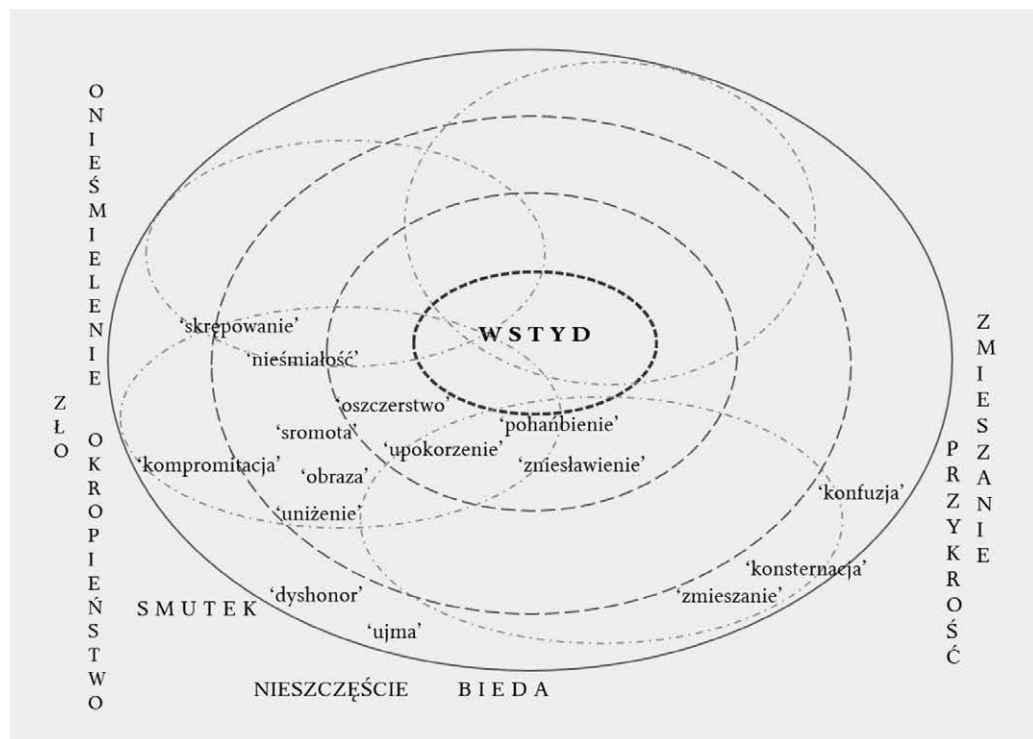 ONIEŚMIELENIE
WSTYD
‘skrępowanie’
‘nieśmiałość’
ZMIESZANIE
ZŁO
‘oszczerstwo’
‘pohańbienie’
‘sromota’
‘upokorzenie’
‘zniesławienie’
‘kompromitacja’
‘obraza’
‘konfuzja’
‘uniżenie’
OKROPIEŃSTWO
PRZYKROŚĆ
‘konsternacja’
‘dyshonor’
‘zmieszanie’
SMUTEK
‘ujma’
NIESZCZĘŚCIE BIEDA